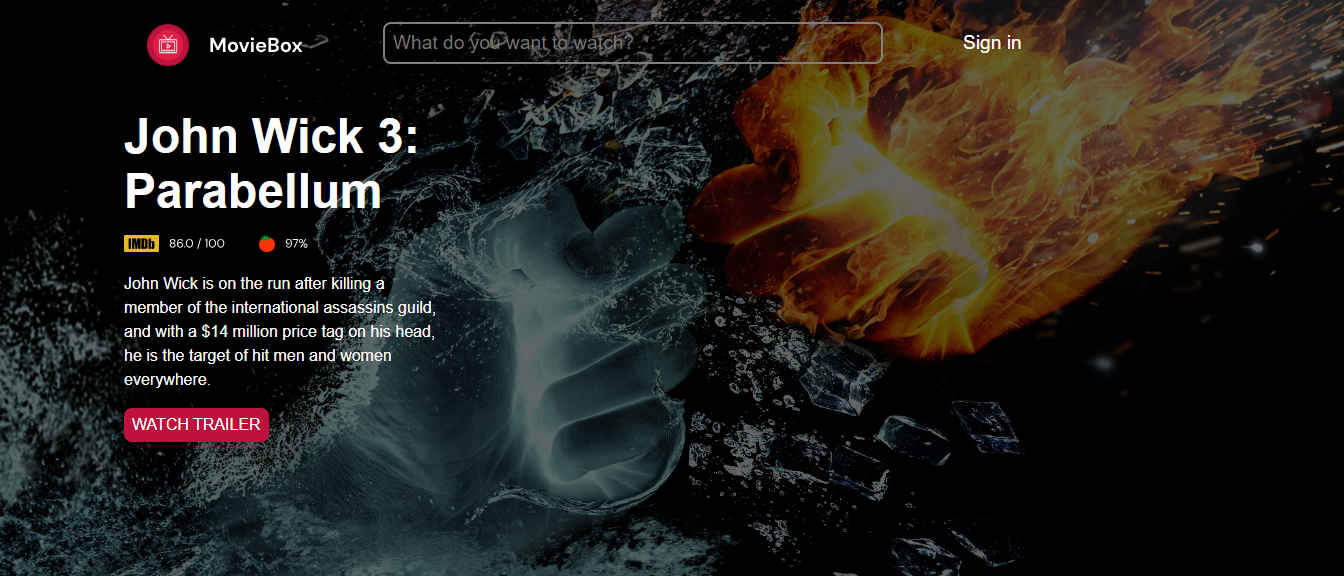 MovieBox
What do you want to watch?
Sign in
John Wick 3:
Parabellum
IMDb 86.0 / 100 97%
John Wick is on the run after killing a
member of the international assassins guild,
and with a $14 million price tag on his head,
he is the target of hit men and women
everywhere.
WATCH TRAILER